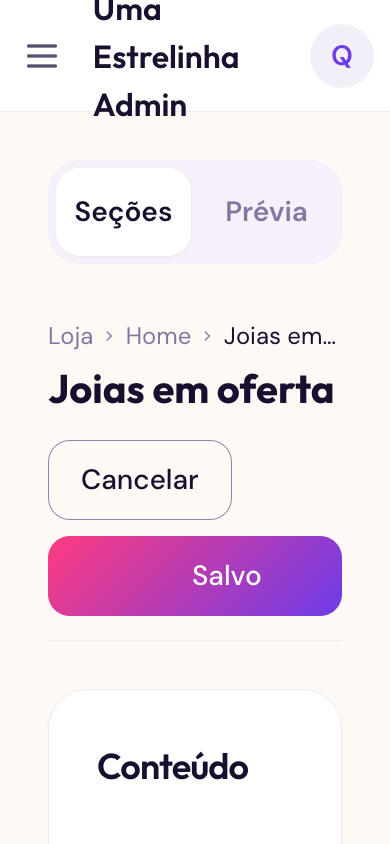 Uma
Estrelinha
Admin
Q
Seções
Prévia
Loja > Home > Joias em...
Joias em oferta
Cancelar
Salvo
Conteúdo